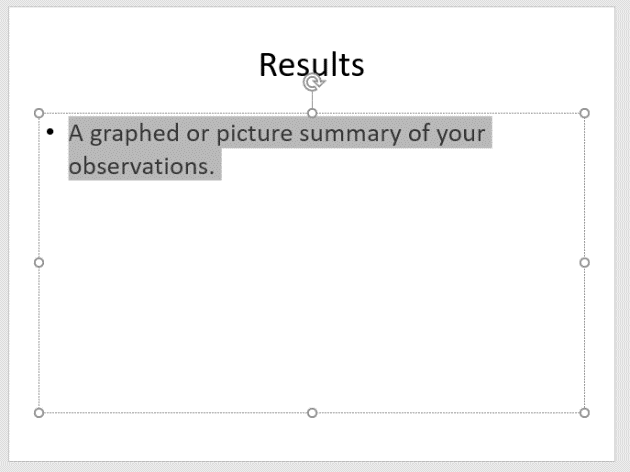 Results
• A graphed or picture summary of your
observations.